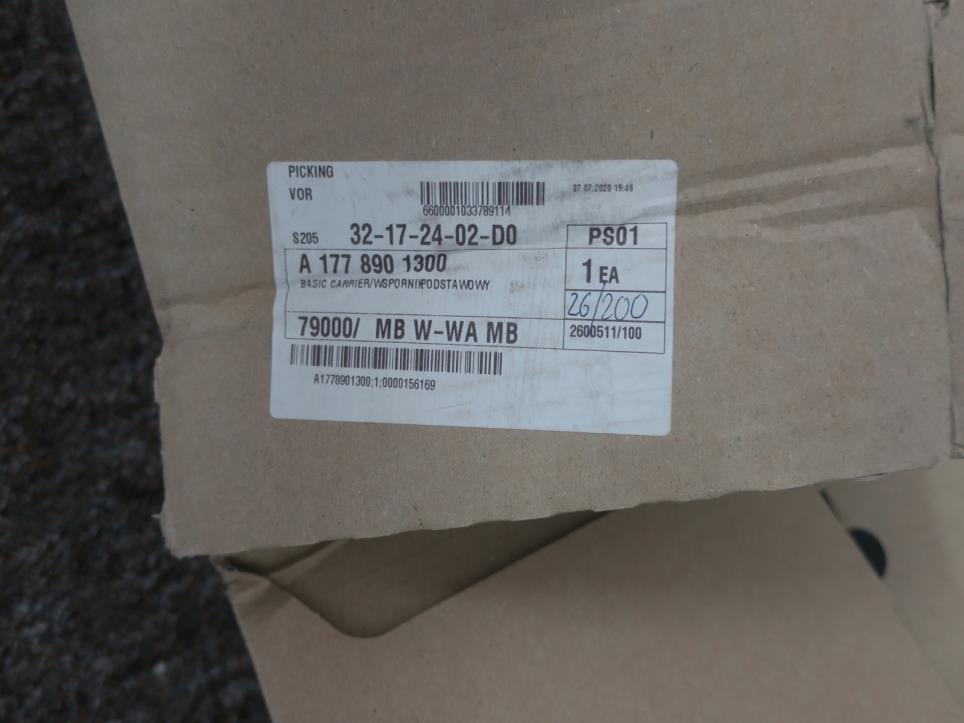 PICKING
VOR
07.07.2020 15:46
6600001033789114
S205 32-17-24-02-D0 PS01
A 177 890 1300 1 EA
BASIC CARRIER/WSPORNIKPODSTAWOWY
26/200
79000/ MB W-WA MB 2600511/100
A1778901300;1;0000156169